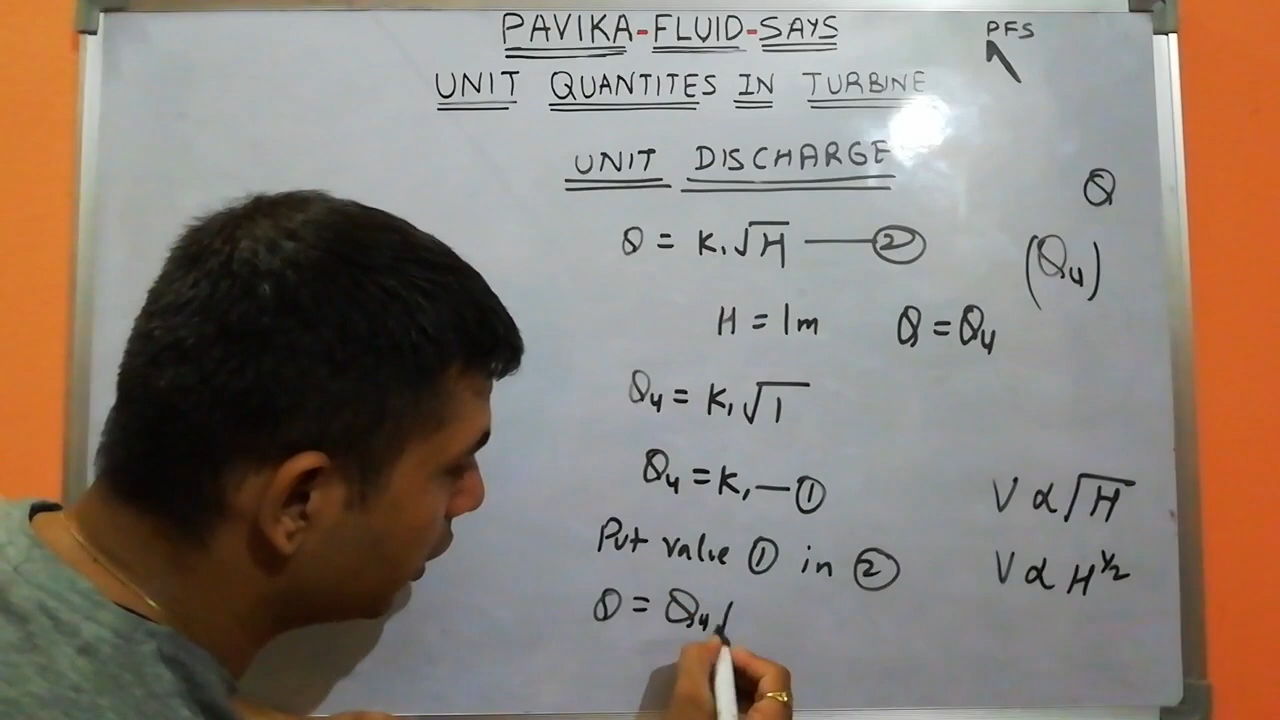 PAVIKA-FLUID-SAYS
PFS
UNIT QUANTITES IN TURBINE
UNIT DISCHARGE
Q
Q = K₁√H —— ②
(Qu)
H = 1m Q = Qu
Qu = K₁√1
Qu = K₁ — ①
V ∝ √H
Put value ① in ②
V ∝ H^1/2
Q = Qu